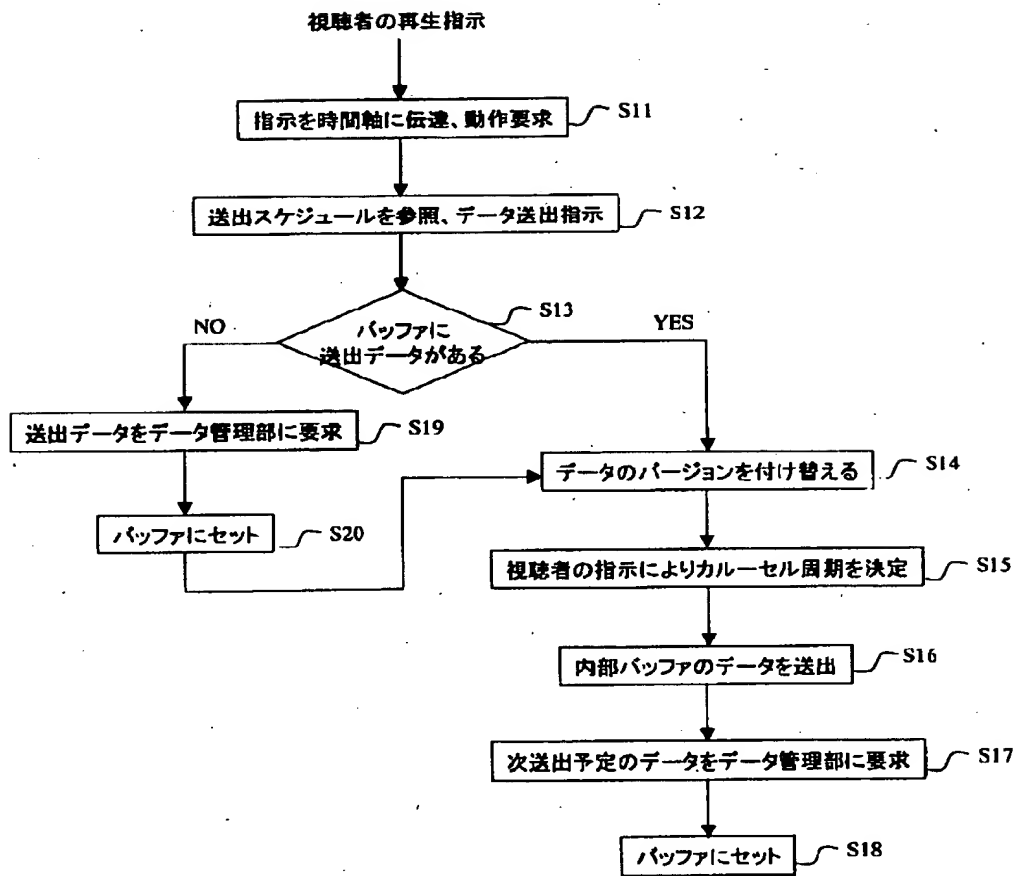 視聴者の再生指示
指示を時間軸に伝達、動作要求
S11
送出スケジュールを参照、データ送出指示
S12
バッファに
送出データがある
S13
NO
YES
送出データをデータ管理部に要求
S19
バッファにセット
S20
データのバージョンを付け替える
S14
視聴者の指示によりカルーセル周期を決定
S15
内部バッファのデータを送出
S16
次送出予定のデータをデータ管理部に要求
S17
バッファにセット
S18